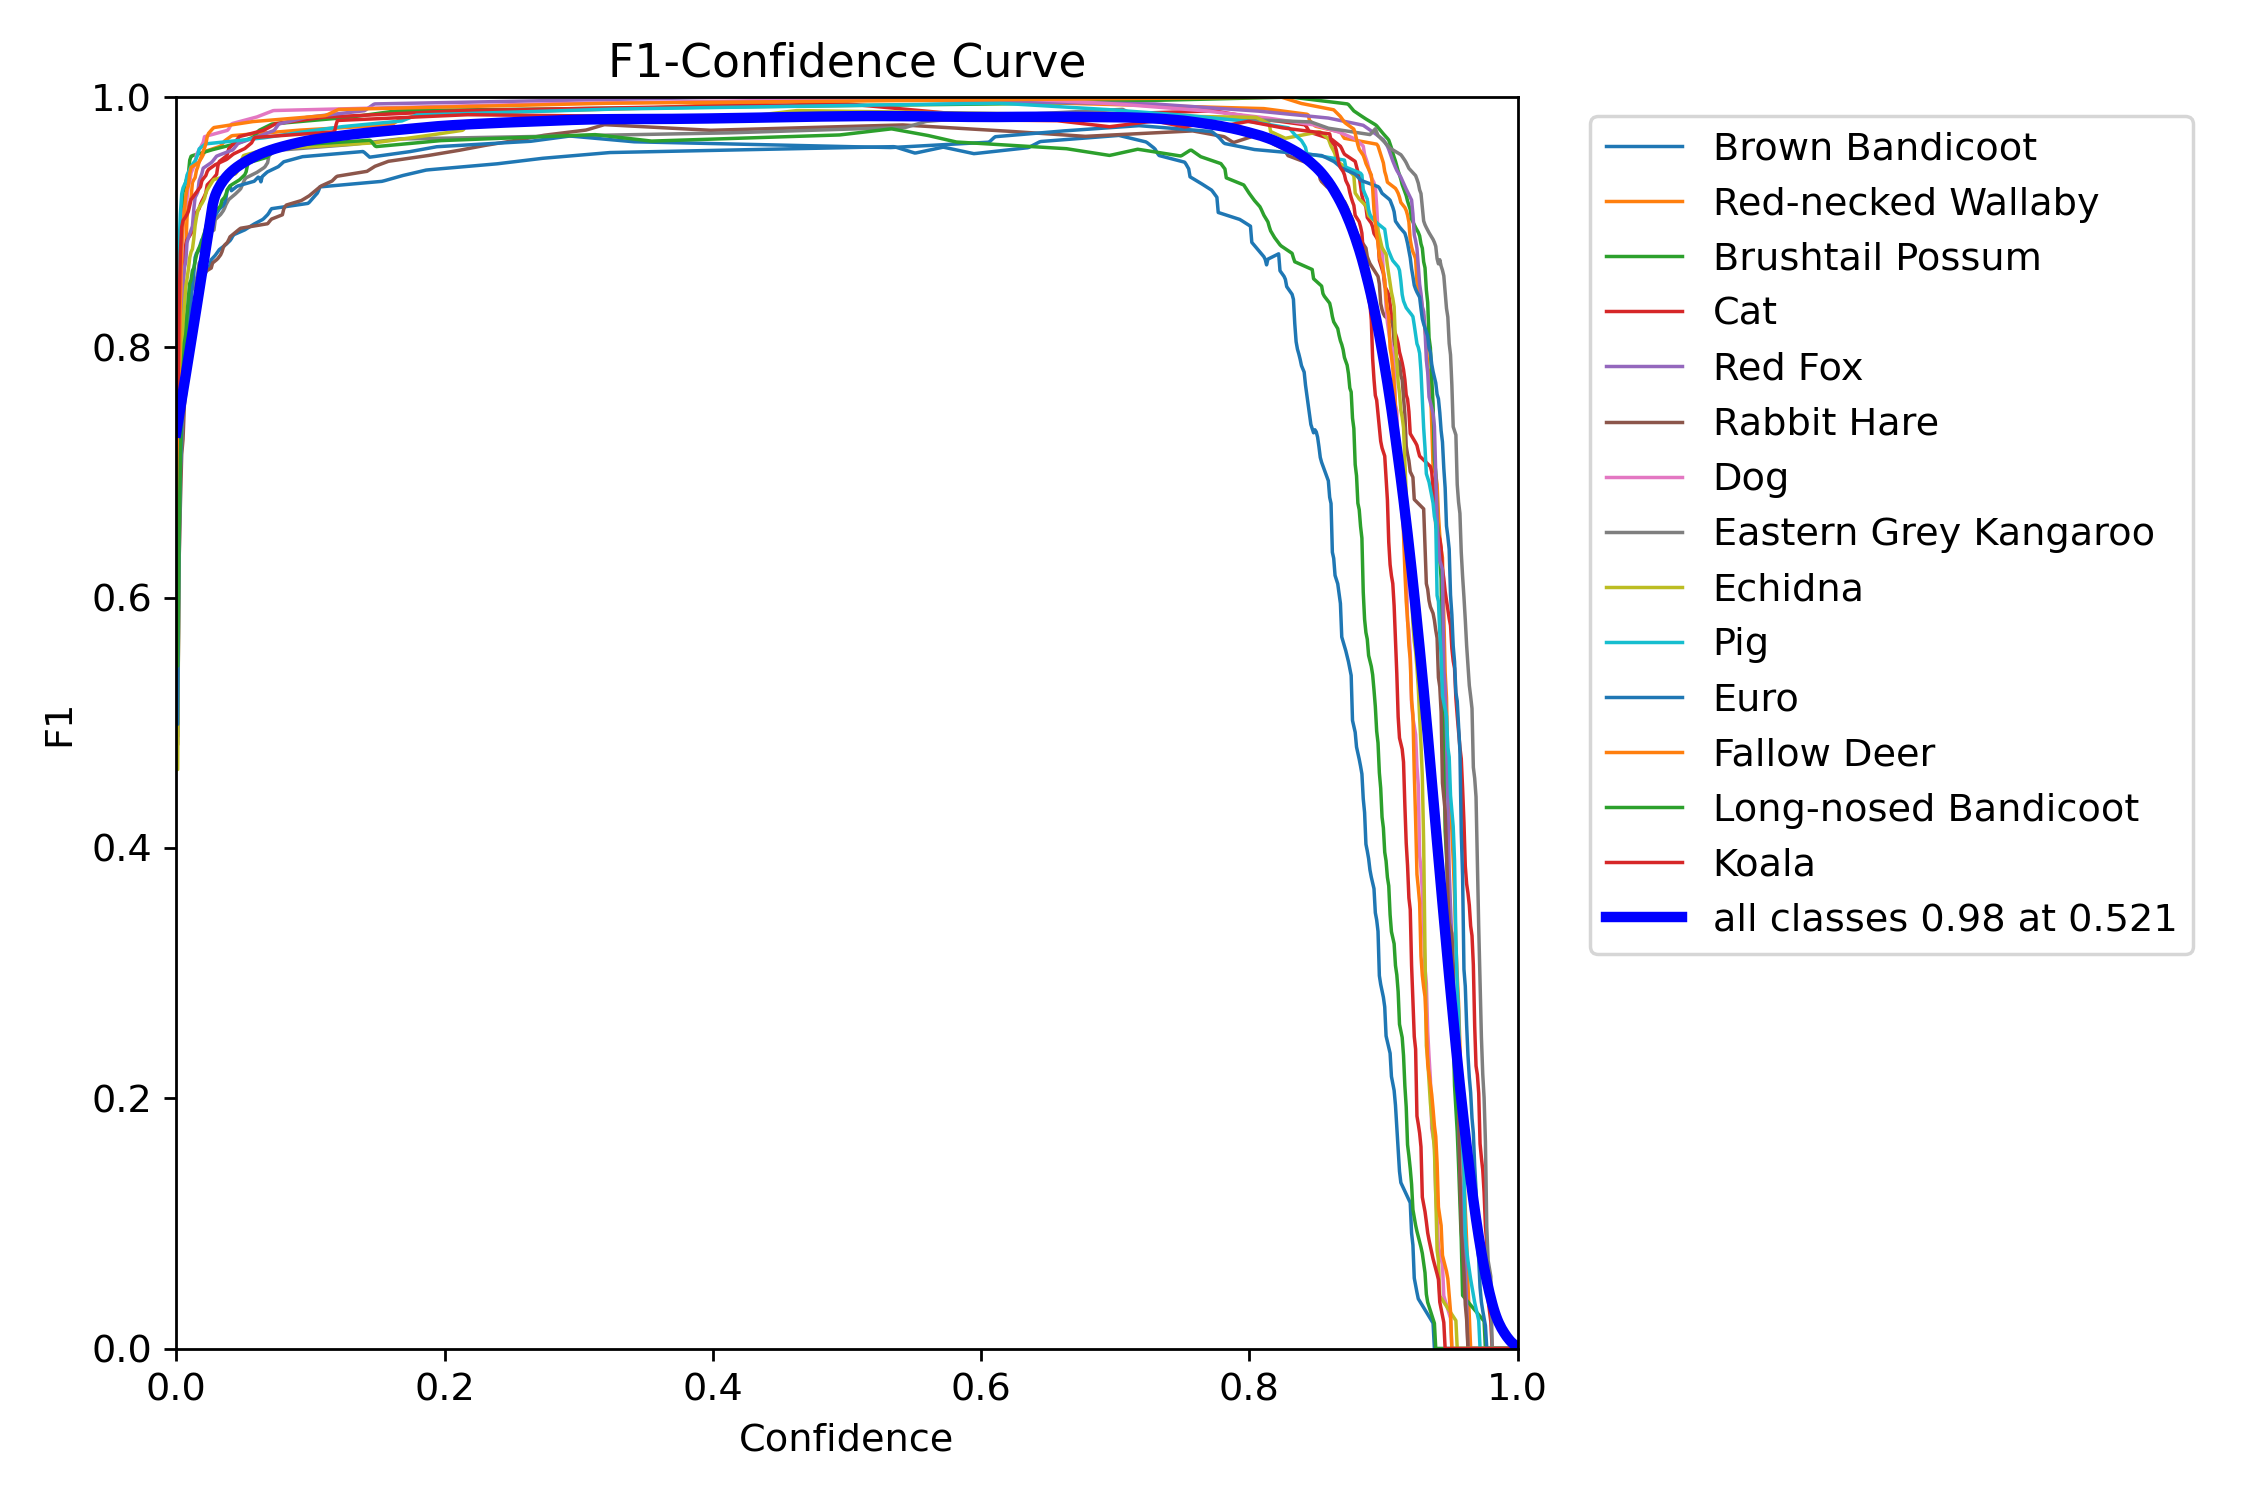 F1-Confidence Curve
1.0
0.8
0.6
0.4
0.2
0.0
F1
0.0 0.2 0.4 0.6 0.8 1.0
Confidence
Brown Bandicoot
Red-necked Wallaby
Brushtail Possum
Cat
Red Fox
Rabbit Hare
Dog
Eastern Grey Kangaroo
Echidna
Pig
Euro
Fallow Deer
Long-nosed Bandicoot
Koala
all classes 0.98 at 0.521